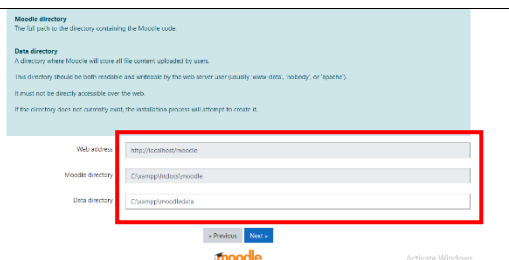 Moodle directory
The full path to the directory containing the Moodle code.
Data directory
A directory where Moodle will store all file content uploaded by users.
This directory should be both readable and writeable by the web server user (usually 'www-data', 'nobody', or 'apache').
It must not be directly accessible over the web.
If the directory does not currently exist, the installation process will attempt to create it.
Web address http://localhost/moodle
Moodle directory C:\xampp\htdocs\moodle
Data directory C:\xampp\moodledata
« Previous Next »
moodle
Activate Windows